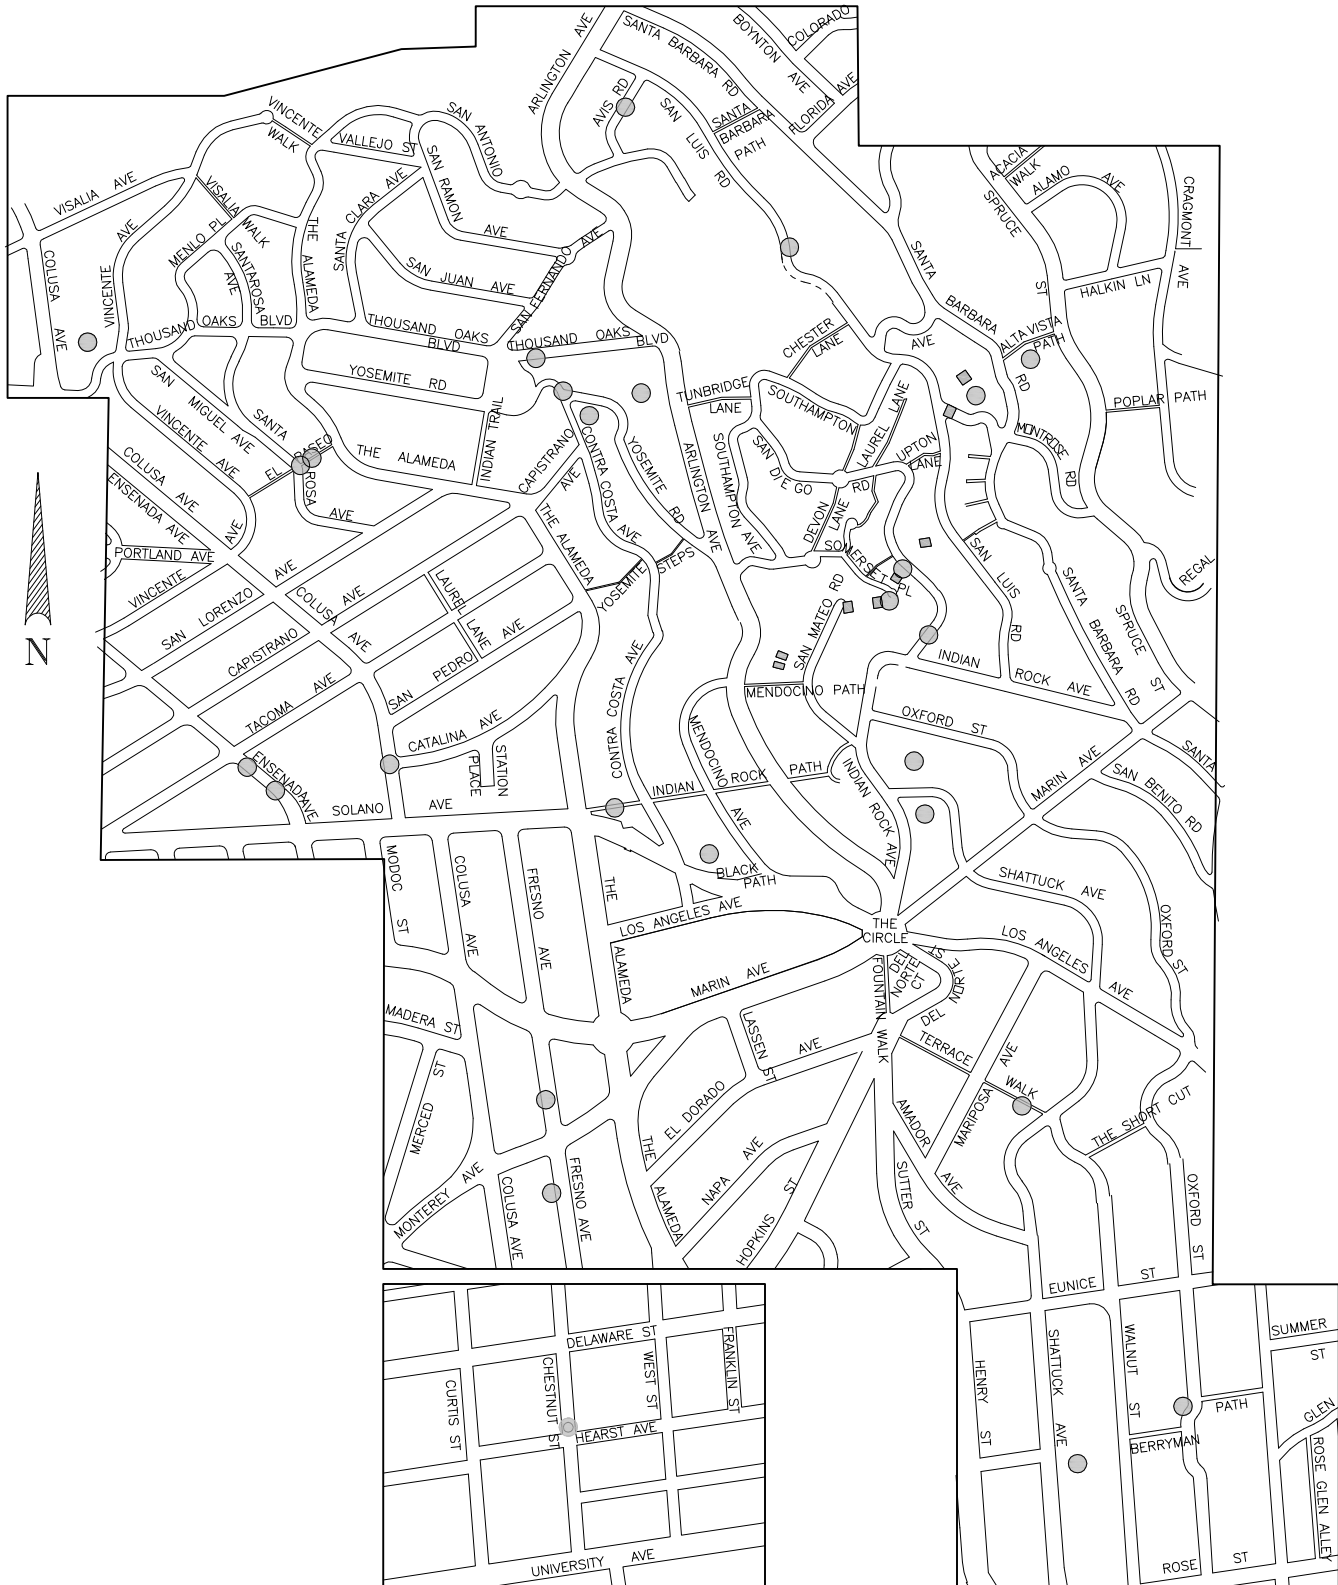 ARLINGTON AVE
SANTA BARBARA RD
BOYNTON AVE
COLORADO
FLORIDA AVE
AVIS RD
SAN LUIS RD
SANTA
BARBARA
PATH
VINCENTE
WALK
VALLEJO ST
SAN ANTONIO
SAN RAMON
AVE
VISALIA AVE
VISALIA WALK
SANTA CLARA AVE
THE ALAMEDA
MENLO PL
SANTA ROSA
AVE
VINCENTE AVE
COLUSA AVE
SAN JUAN AVE
SAN FERNANDO AVE
ACACIA
WALK
ALAMO AVE
SPRUCE ST
CRAGMONT AVE
HALKIN LN
SANTA BARBARA RD
ALTA VISTA
PATH
POPLAR PATH
THOUSAND OAKS BLVD
THOUSAND OAKS
BLVD
THOUSAND OAKS BLVD
YOSEMITE RD
CHESTER
LANE
AVE
TUNBRIDGE
LANE
SOUTHAMPTON
LAUREL LANE
UPTON
LANE
SAN DIEGO RD
MONTROSE RD
SAN MIGUEL AVE
VINCENTE AVE
SANTA ROSA AVE
EL PASEO
THE ALAMEDA
INDIAN TRAIL
CAPISTRANO AVE
CONTRA COSTA AVE
YOSEMITE RD
ARLINGTON AVE
SOUTHAMPTON AVE
DEVON
LANE
SOMERSET PL
COLUSA AVE
ENSENADA AVE
PORTLAND AVE
VINCENTE AVE
SAN LORENZO AVE
THE ALAMEDA
YOSEMITE STEPS
SAN MATEO RD
SAN LUIS RD
SANTA BARBARA RD
SPRUCE ST
REGAL
N
LAUREL
LANE
COLUSA AVE
CAPISTRANO AVE
SAN PEDRO AVE
TACOMA AVE
CATALINA AVE
STATION
PLACE
CONTRA COSTA AVE
MENDOCINO PATH
MENDOCINO AVE
INDIAN ROCK AVE
OXFORD ST
MARIN AVE
SANTA
SAN BENITO RD
ENSENADA AVE
SOLANO AVE
INDIAN ROCK PATH
INDIAN ROCK AVE
MODOC ST
COLUSA AVE
FRESNO AVE
THE ALAMEDA
BLACK
PATH
LOS ANGELES AVE
THE
CIRCLE
SHATTUCK AVE
LOS ANGELES AVE
OXFORD ST
MARIN AVE
DEL
NORTE
CT
DEL NORTE ST
FOUNTAIN WALK
MADERA ST
LASSEN ST
TERRACE WALK
MARIPOSA AVE
AMADOR AVE
THE SHORT CUT
MERCED ST
EL DORADO AVE
MONTEREY AVE
COLUSA AVE
FRESNO AVE
THE ALAMEDA
NAPA AVE
HOPKINS ST
SUTTER ST
OXFORD ST
EUNICE ST
DELAWARE ST
CURTIS ST
CHESTNUT ST
WEST ST
FRANKLIN ST
HEARST AVE
UNIVERSITY AVE
HENRY ST
SHATTUCK AVE
WALNUT ST
BERRYMAN PATH
SUMMER
ST
GLEN
ROSE GLEN ALLEY
ROSE ST